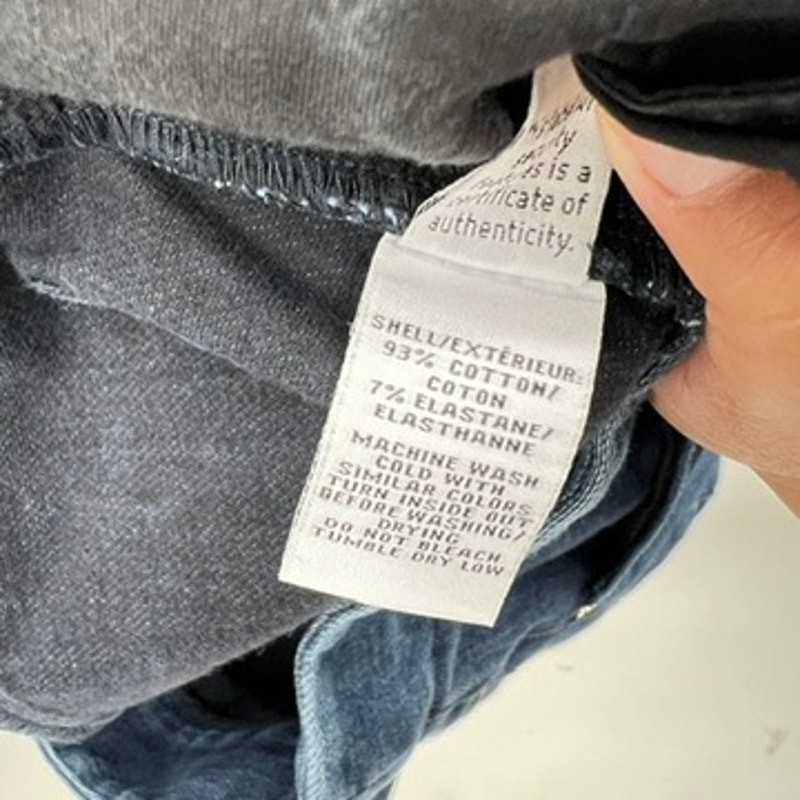 is a
certificate of
authenticity.
SHELL/EXTÉRIEUR:
93% COTTON/
COTON
7% ELASTANE/
ELASTHANNE
MACHINE WASH
COLD WITH
SIMILAR COLORS
TURN INSIDE OUT
BEFORE WASHING/
DRYING
DO NOT BLEACH
TUMBLE DRY LOW